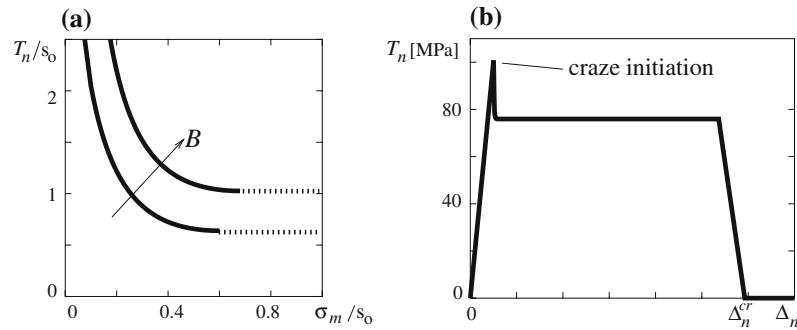 (a)
T_n/s_o
2
1
0
B
0
0.4
0.8
σ_m/s_o
(b)
T_n [MPa]
craze initiation
80
40
0
0
Δ_n^cr
Δ_n